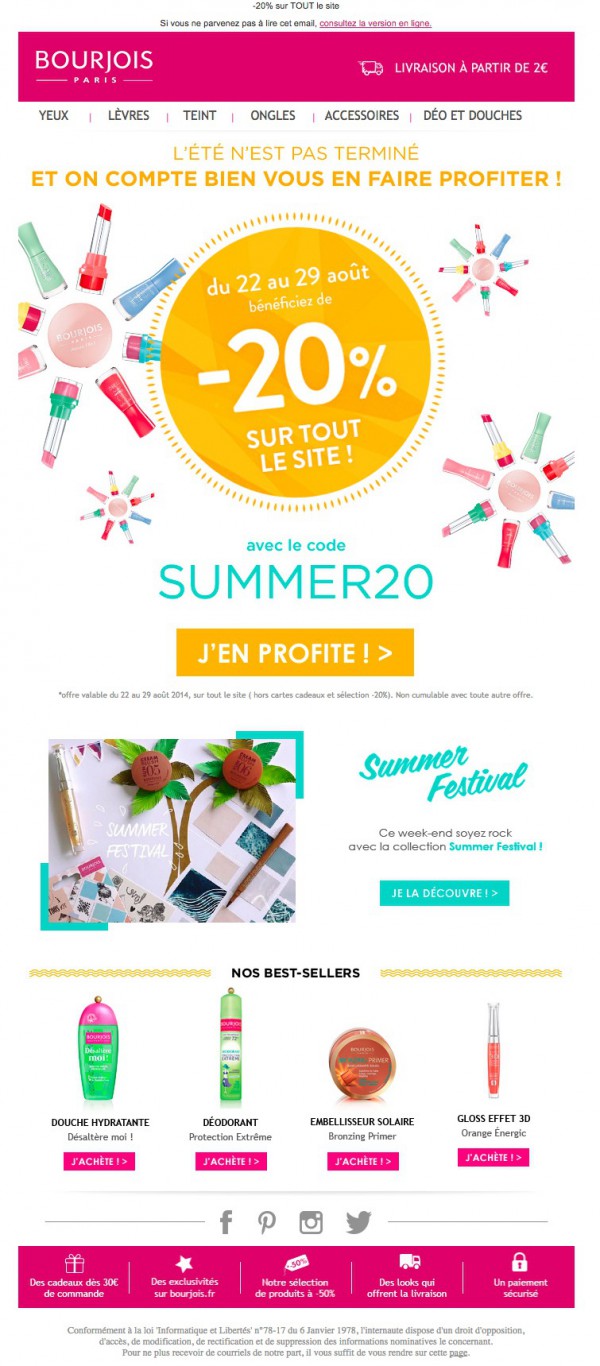 -20% sur TOUT le site
Si vous ne parvenez pas à lire cet email, consultez la version en ligne.
BOURJOIS
PARIS
LIVRAISON À PARTIR DE 2€
YEUX | LÈVRES | TEINT | ONGLES | ACCESSOIRES | DÉO ET DOUCHES
L'ÉTÉ N'EST PAS TERMINÉ
ET ON COMPTE BIEN VOUS EN FAIRE PROFITER !
du 22 au 29 août
bénéficiez de
-20%
SUR TOUT
LE SITE !
BOURJOIS
avec le code
SUMMER20
J'EN PROFITE ! >
*offre valable du 22 au 29 août 2014, sur tout le site ( hors cartes cadeaux et sélection -20%). Non cumulable avec toute autre offre.
SUMMER
FESTIVAL
Summer
Festival
Ce week-end soyez rock
avec la collection Summer Festival !
JE LA DÉCOUVRE ! >
NOS BEST-SELLERS
BOURJOIS
Désaltère
moi !
BOURJOIS
BOURJOIS
PRIMER
DOUCHE HYDRATANTE
Désaltère moi !
J'ACHÈTE ! >
DÉODORANT
Protection Extrême
J'ACHÈTE ! >
EMBELLISSEUR SOLAIRE
Bronzing Primer
J'ACHÈTE ! >
GLOSS EFFET 3D
Orange Énergic
J'ACHÈTE ! >
Des cadeaux dès 30€
de commande
Des exclusivités
sur bourjois.fr
-50%
Notre sélection
de produits à -50%
Des looks qui
offrent la livraison
Un paiement
sécurisé
Conformément à la loi 'Informatique et Libertés' n°78-17 du 6 Janvier 1978, l'internaute dispose d'un droit d'opposition,
d'accès, de modification, de rectification et de suppression des informations nominatives le concernant.
Pour ne plus recevoir de courriels de notre part, il vous suffit de vous rendre sur cette page.